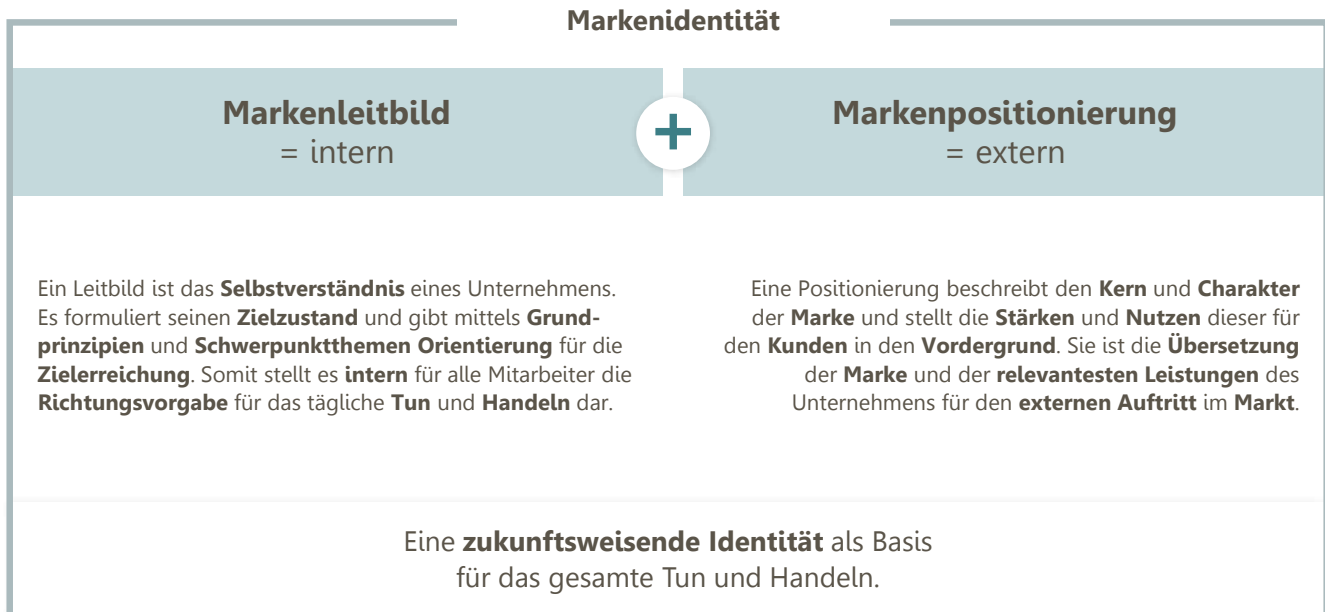 Markenidentität
Markenleitbild
= intern
+
Markenpositionierung
= extern
Ein Leitbild ist das Selbstverständnis eines Unternehmens.
Es formuliert seinen Zielzustand und gibt mittels Grund-
prinzipien und Schwerpunktthemen Orientierung für die
Zielerreichung. Somit stellt es intern für alle Mitarbeiter die
Richtungsvorgabe für das tägliche Tun und Handeln dar.
Eine Positionierung beschreibt den Kern und Charakter
der Marke und stellt die Stärken und Nutzen dieser für
den Kunden in den Vordergrund. Sie ist die Übersetzung
der Marke und der relevantesten Leistungen des
Unternehmens für den externen Auftritt im Markt.
Eine zukunftsweisende Identität als Basis
für das gesamte Tun und Handeln.